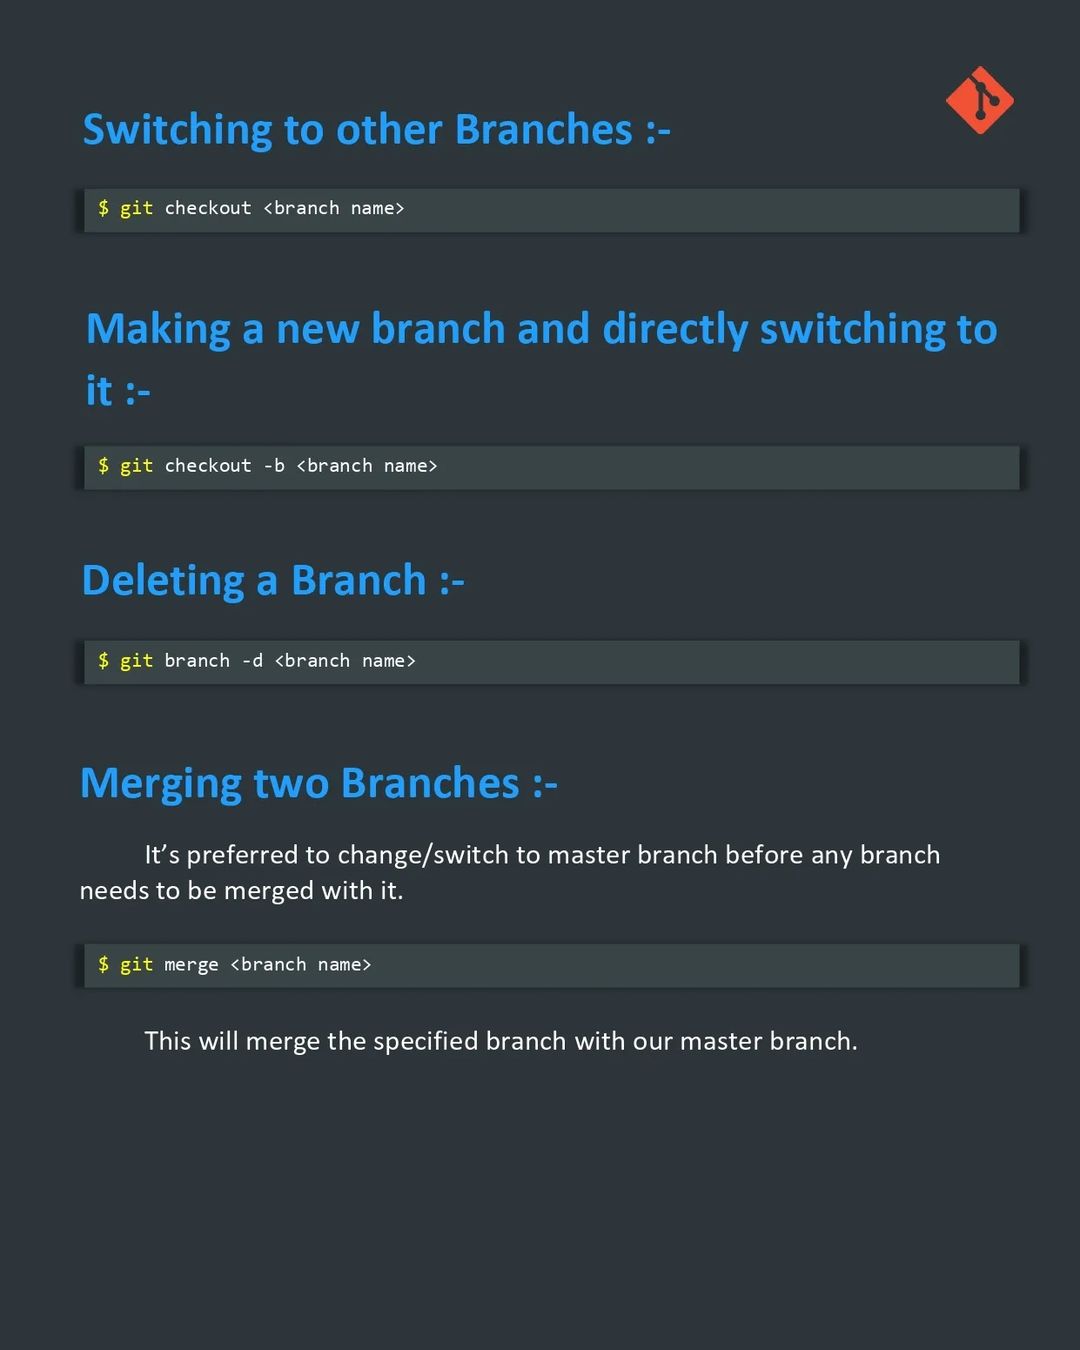 Switching to other Branches :-
$ git checkout <branch name>
Making a new branch and directly switching to
it :-
$ git checkout -b <branch name>
Deleting a Branch :-
$ git branch -d <branch name>
Merging two Branches :-
It’s preferred to change/switch to master branch before any branch
needs to be merged with it.
$ git merge <branch name>
This will merge the specified branch with our master branch.